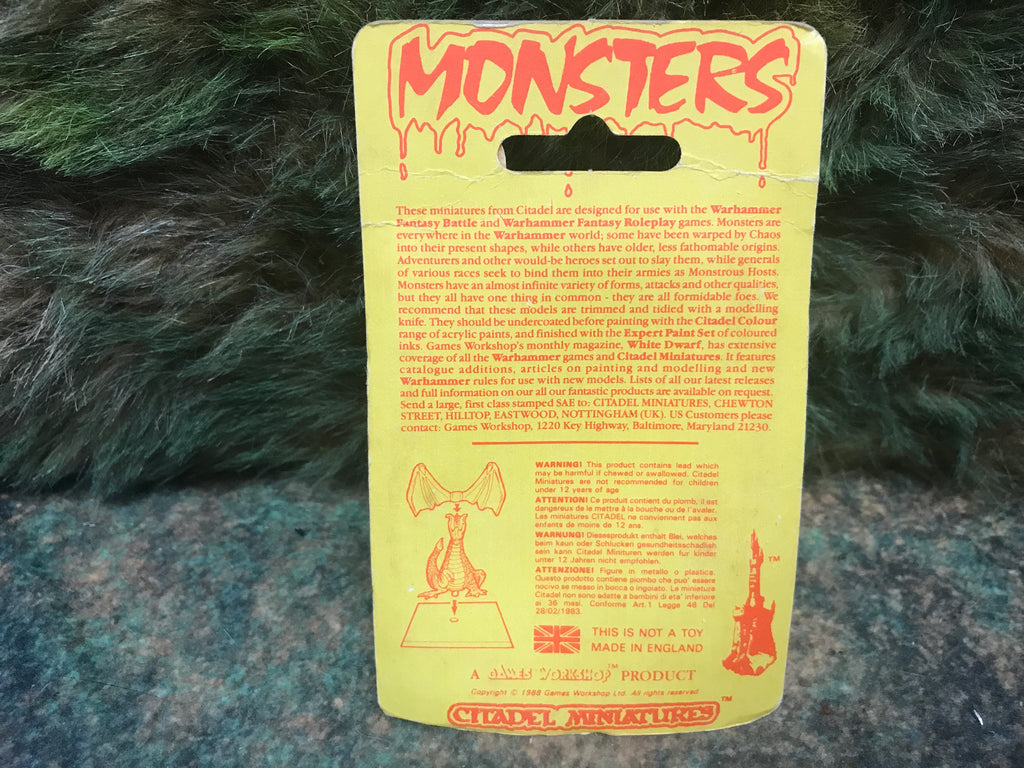 MONSTERS
These miniatures from Citadel are designed for use with the Warhammer
Fantasy Battle and Warhammer Fantasy Roleplay games. Monsters are
everywhere in the Warhammer world; some have been warped by Chaos
into their present shapes, while others have older, less fathomable origins.
Adventurers and other would-be heroes set out to slay them, while generals
of various races seek to bind them into their armies as Monstrous Hosts.
Monsters have an almost infinite variety of forms, attacks and other qualities,
but they all have one thing in common - they are all formidable foes. We
recommend that these models are trimmed and tidied with a modelling
knife. They should be undercoated before painting with the Citadel Colour
range of acrylic paints, and finished with the Expert Paint Set of coloured
inks. Games Workshop's monthly magazine, White Dwarf, has extensive
coverage of all the Warhammer games and Citadel Miniatures. It features
catalogue additions, articles on painting and modelling and new
Warhammer rules for use with new models. Lists of all our latest releases
and full information on our all our fantastic products are available on request.
Send a large, first class stamped SAE to: CITADEL MINIATURES, CHEWTON
STREET, HILLTOP, EASTWOOD, NOTTINGHAM (UK). US Customers please
contact: Games Workshop, 1220 Key Highway, Baltimore, Maryland 21230.
WARNING! This product contains lead which
may be harmful if chewed or swallowed. Citadel
Miniatures are not recommended for children
under 12 years of age
ATTENTION! Ce produit contient du plomb, il est
dangereux de le mettre à la bouche ou de l'avaler.
Les miniatures CITADEL ne conviennent pas aux
enfants de moins de 12 ans.
WARNUNG! Diesesprodukt enthalt Blei, welches
beim kaun oder Schlucken gesundheitsschadlish
sein kann Citadel Minituren werden fur kinder
unter 12 Jahren nicht empfohlen.
ATTENZIONE! Figure in metallo o plastica.
Questo prodotto contiene piombo che puo' essere
nocivo se messo in bocca o ingoiato. Le miniature
Citadel non sono adatte a bambini di eta' inferiore
ai 36 masi. Conforme Art.1 Legge 46 Del
28/02/1983.
TM
THIS IS NOT A TOY
MADE IN ENGLAND
A GAMES WORKSHOP™ PRODUCT
Copyright © 1988 Games Workshop Ltd. All rights reserved
CITADEL MINIATURES™